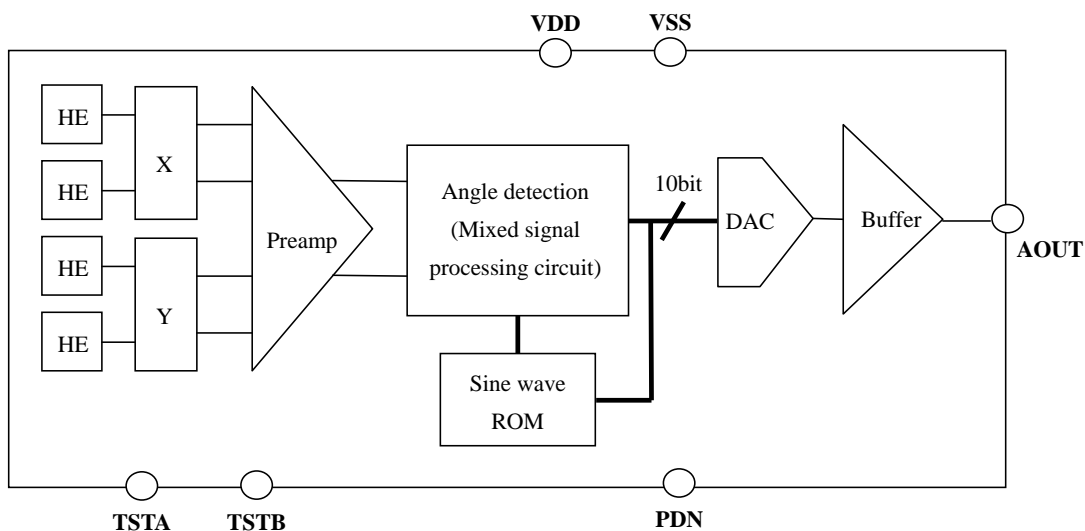 VDD
VSS
HE
X
HE
HE
Y
HE
Preamp
Angle detection
(Mixed signal
processing circuit)
Sine wave
ROM
10bit
DAC
Buffer
AOUT
TSTA
TSTB
PDN